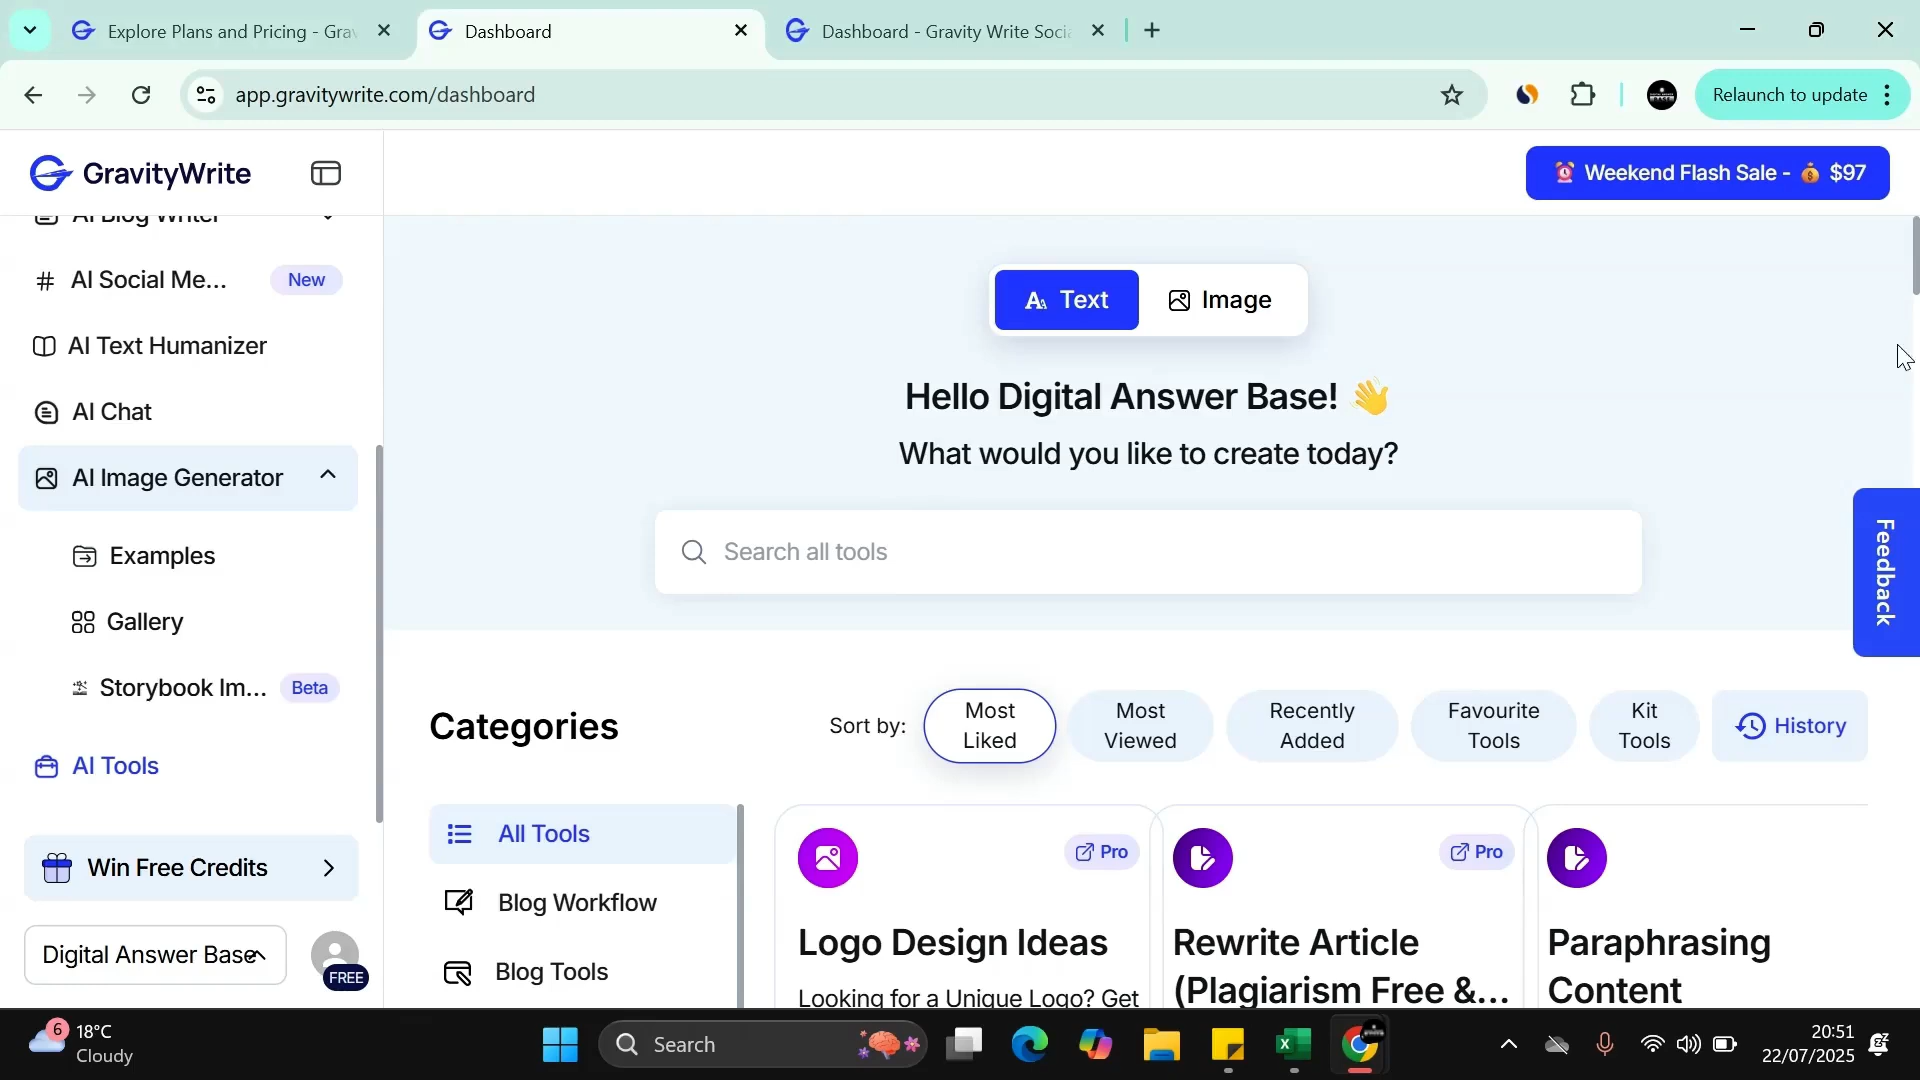 Explore Plans and Pricing - Gra
Dashboard
Dashboard - Gravity Write Soci
app.gravitywrite.com/dashboard
Relaunch to update
GravityWrite
Weekend Flash Sale - 💰 $97
AI Blog Writer
# AI Social Me... New
AI Text Humanizer
AI Chat
AI Image Generator
Examples
Gallery
Storybook Im... Beta
AI Tools
Win Free Credits
Digital Answer Base
FREE
Text
Image
Hello Digital Answer Base! 👋
What would you like to create today?
Search all tools
Feedback
Categories
Sort by:
Most
Liked
Most
Viewed
Recently
Added
Favourite
Tools
Kit
Tools
History
All Tools
Blog Workflow
Blog Tools
Pro
Logo Design Ideas
Looking for a Unique Logo? Get
Pro
Rewrite Article
(Plagiarism Free &...
Paraphrasing
Content
6
18°C
Cloudy
Search
20:51
22/07/2025